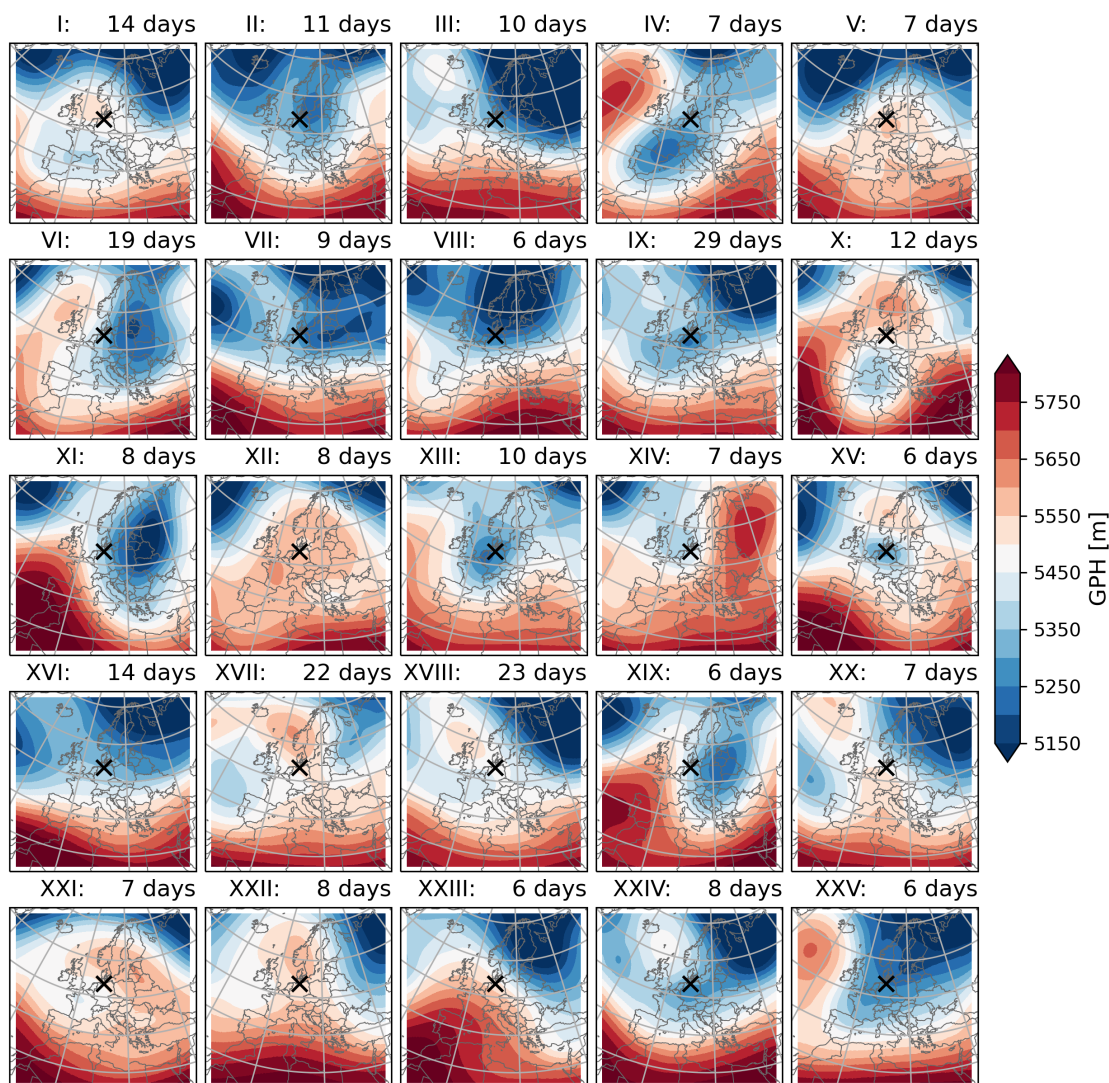 I: 14 days II: 11 days III: 10 days IV: 7 days V: 7 days
VI: 19 days VII: 9 days VIII: 6 days IX: 29 days X: 12 days
XI: 8 days XII: 8 days XIII: 10 days XIV: 7 days XV: 6 days
XVI: 14 days XVII: 22 days XVIII: 23 days XIX: 6 days XX: 7 days
XXI: 7 days XXII: 8 days XXIII: 6 days XXIV: 8 days XXV: 6 days
5750
5650
5550
5450
5350
5250
5150
GPH [m]